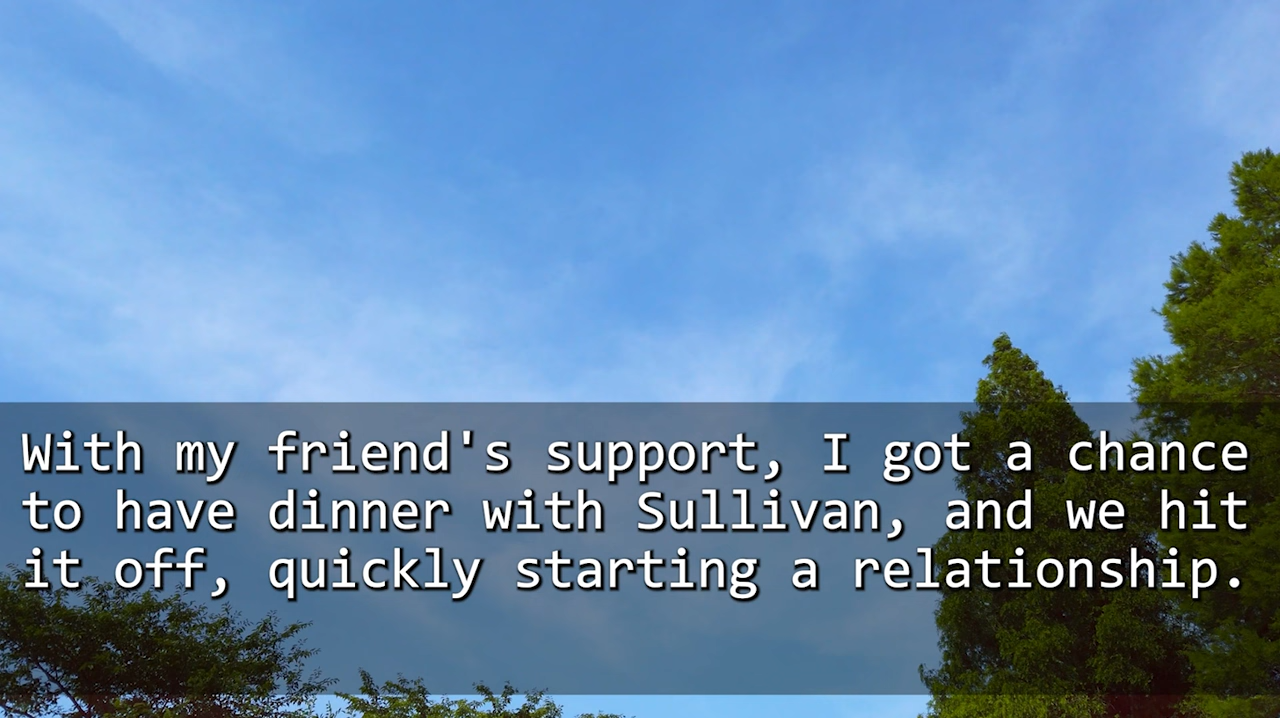 With my friend's support, I got a chance
to have dinner with Sullivan, and we hit
it off, quickly starting a relationship.